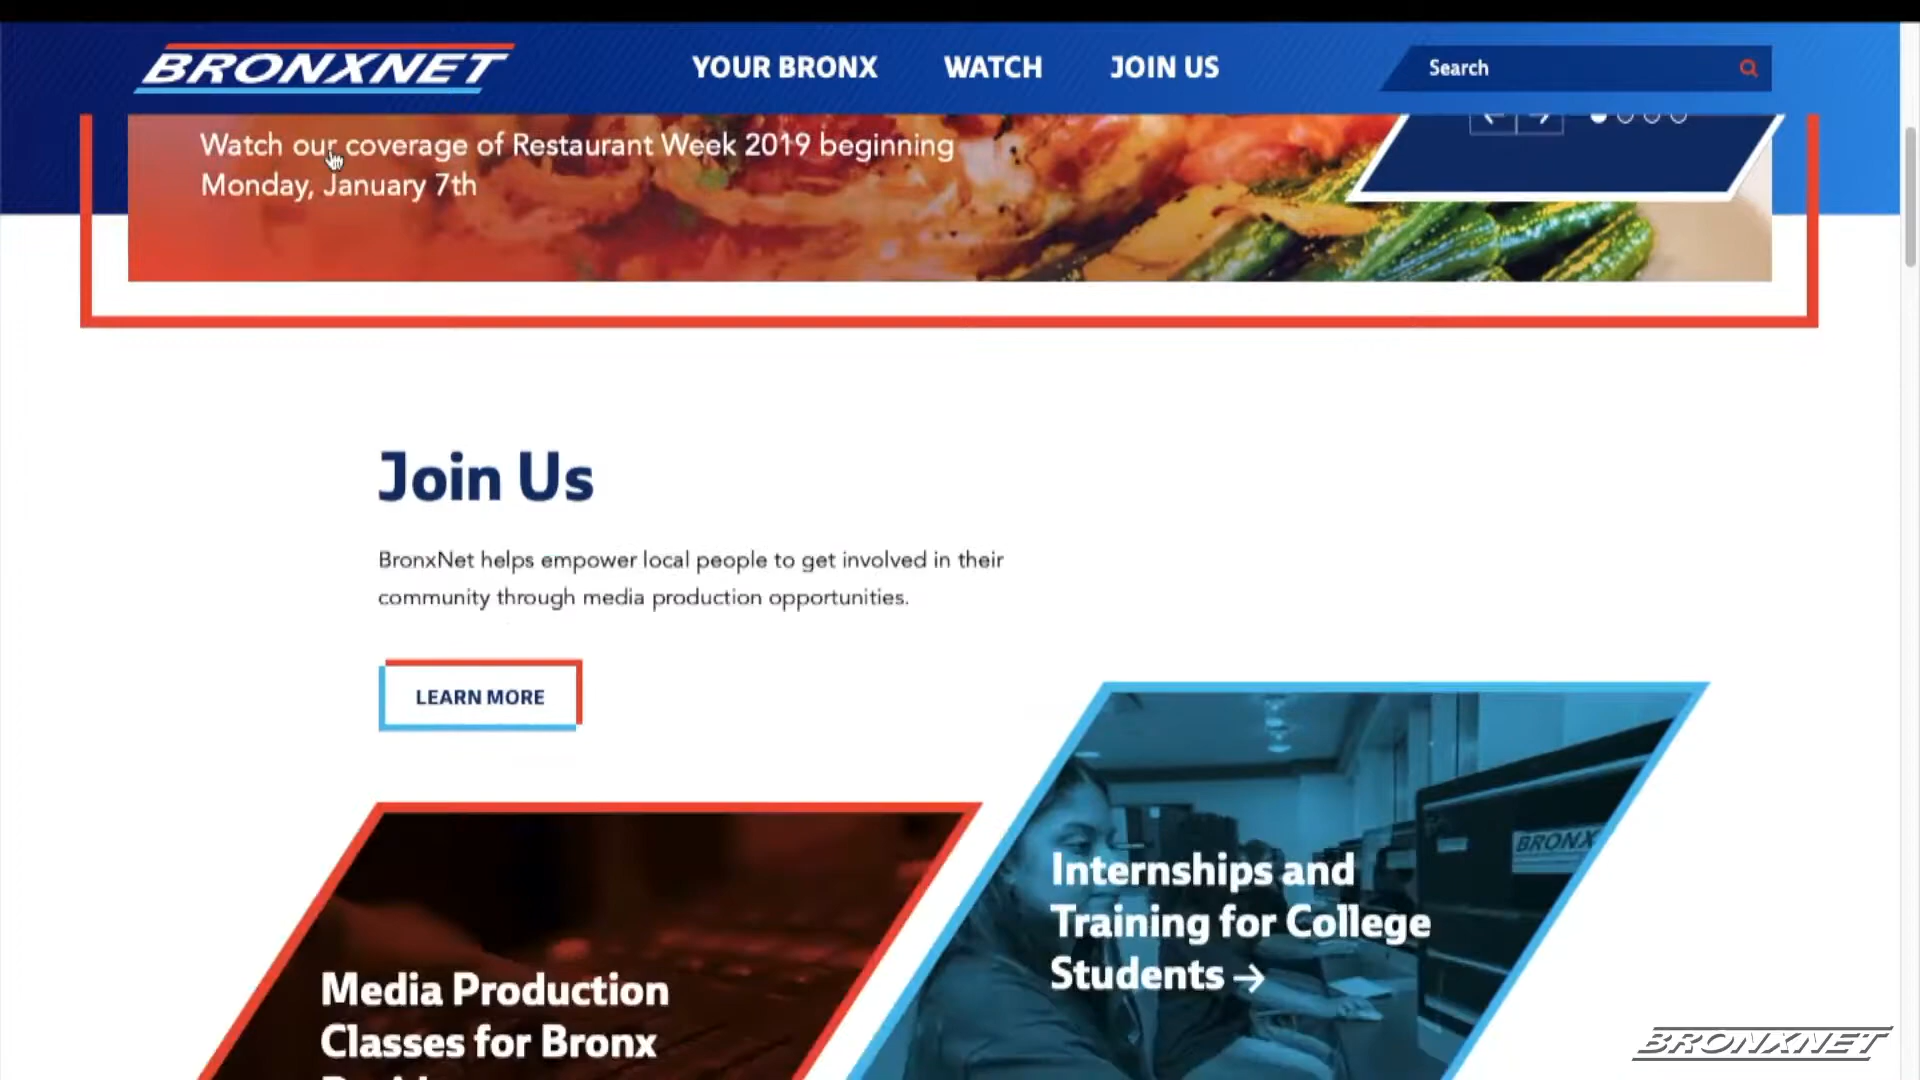 BRONXNET
YOUR BRONX
WATCH
JOIN US
Search
Watch our coverage of Restaurant Week 2019 beginning
Monday, January 7th
Join Us
BronxNet helps empower local people to get involved in their
community through media production opportunities.
LEARN MORE
Internships and
Training for College
Students →
BRONX
Media Production
Classes for Bronx
BRONXNET